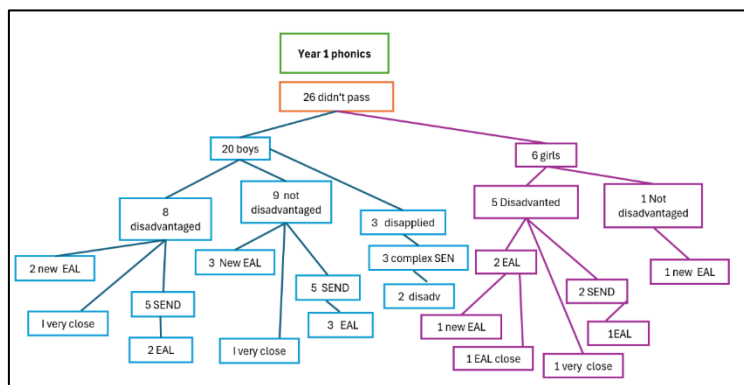 Year 1 phonics
26 didn't pass
20 boys
6 girls
8
disadvantaged
9 not
disadvantaged
3 disapplied
5 Disadvanted
1 Not
disadvantaged
2 new EAL
3 New EAL
3 complex SEN
2 EAL
1 new EAL
I very close
5 SEND
5 SEND
2 disadv
2 SEND
2 EAL
I very close
3 EAL
1 new EAL
1 EAL close
1 very close
1EAL